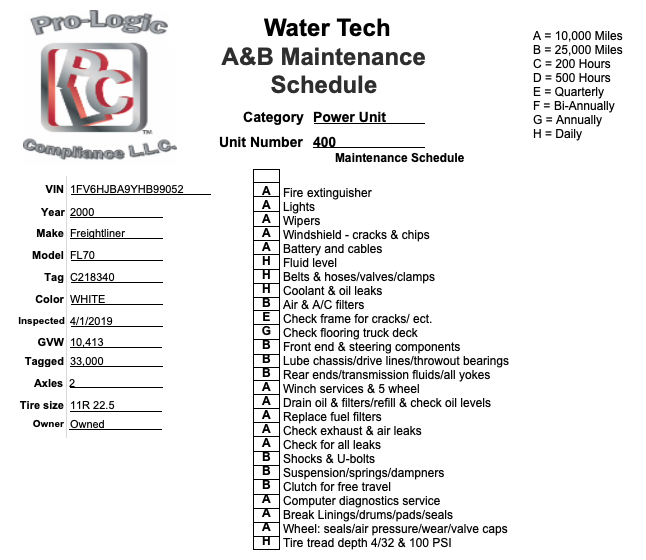 Pro-Logic
PLC
TM
Compliance L.L.C.
Water Tech
A&B Maintenance
Schedule
Category Power Unit
Unit Number 400
Maintenance Schedule
A = 10,000 Miles
B = 25,000 Miles
C = 200 Hours
D = 500 Hours
E = Quarterly
F = Bi-Annually
G = Annually
H = Daily
VIN 1FV6HJBA9YHB99052
Year 2000
Make Freightliner
Model FL70
Tag C218340
Color WHITE
Inspected 4/1/2019
GVW 10,413
Tagged 33,000
Axles 2
Tire size 11R 22.5
Owner Owned
A Fire extinguisher
A Lights
A Wipers
A Windshield - cracks & chips
A Battery and cables
H Fluid level
H Belts & hoses/valves/clamps
H Coolant & oil leaks
B Air & A/C filters
E Check frame for cracks/ ect.
G Check flooring truck deck
B Front end & steering components
B Lube chassis/drive lines/throwout bearings
B Rear ends/transmission fluids/all yokes
A Winch services & 5 wheel
A Drain oil & filters/refill & check oil levels
A Replace fuel filters
A Check exhaust & air leaks
A Check for all leaks
B Shocks & U-bolts
B Suspension/springs/dampners
B Clutch for free travel
A Computer diagnostics service
A Break Linings/drums/pads/seals
A Wheel: seals/air pressure/wear/valve caps
H Tire tread depth 4/32 & 100 PSI